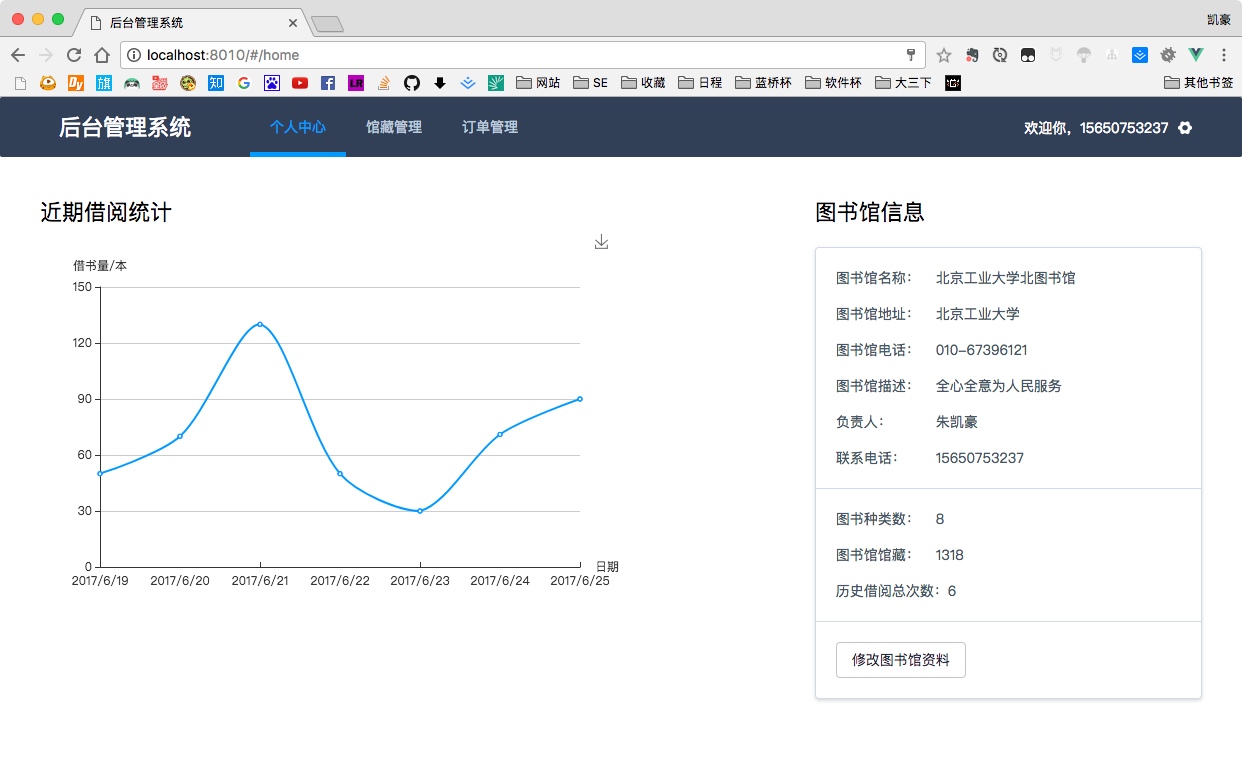 后台管理系统
凯豪
localhost:8010/#/home
网站 SE 收藏 日程 蓝桥杯 软件杯 大三下 其他书签
Dy 旗 知 G LR
后台管理系统 个人中心 馆藏管理 订单管理 欢迎你，15650753237
近期借阅统计
借书量/本
150
120
90
60
30
0
2017/6/19 2017/6/20 2017/6/21 2017/6/22 2017/6/23 2017/6/24 2017/6/25
日期
图书馆信息
图书馆名称： 北京工业大学北图书馆
图书馆地址： 北京工业大学
图书馆电话： 010-67396121
图书馆描述： 全心全意为人民服务
负责人： 朱凯豪
联系电话： 15650753237
图书种类数： 8
图书馆馆藏： 1318
历史借阅总次数：6
修改图书馆资料